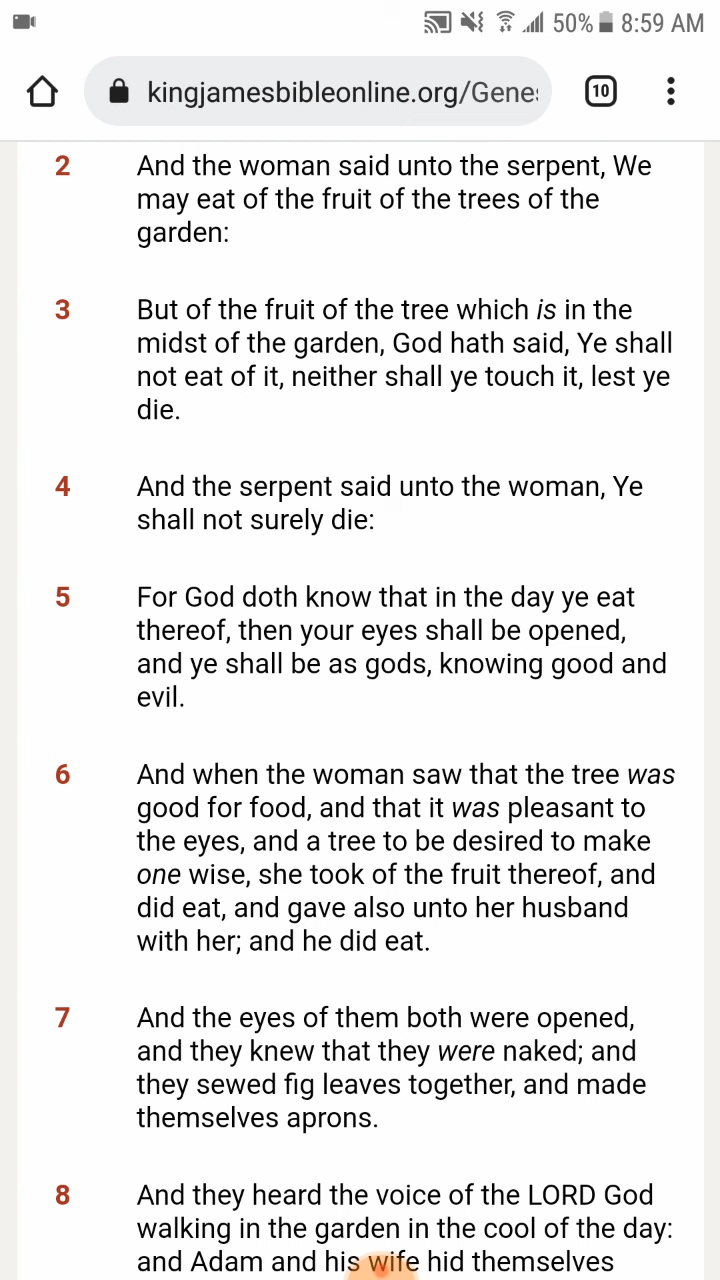 50% 8:59 AM
kingjamesbibleonline.org/Gene
10
2 And the woman said unto the serpent, We
may eat of the fruit of the trees of the
garden:
3 But of the fruit of the tree which is in the
midst of the garden, God hath said, Ye shall
not eat of it, neither shall ye touch it, lest ye
die.
4 And the serpent said unto the woman, Ye
shall not surely die:
5 For God doth know that in the day ye eat
thereof, then your eyes shall be opened,
and ye shall be as gods, knowing good and
evil.
6 And when the woman saw that the tree was
good for food, and that it was pleasant to
the eyes, and a tree to be desired to make
one wise, she took of the fruit thereof, and
did eat, and gave also unto her husband
with her; and he did eat.
7 And the eyes of them both were opened,
and they knew that they were naked; and
they sewed fig leaves together, and made
themselves aprons.
8 And they heard the voice of the LORD God
walking in the garden in the cool of the day:
and Adam and his wife hid themselves